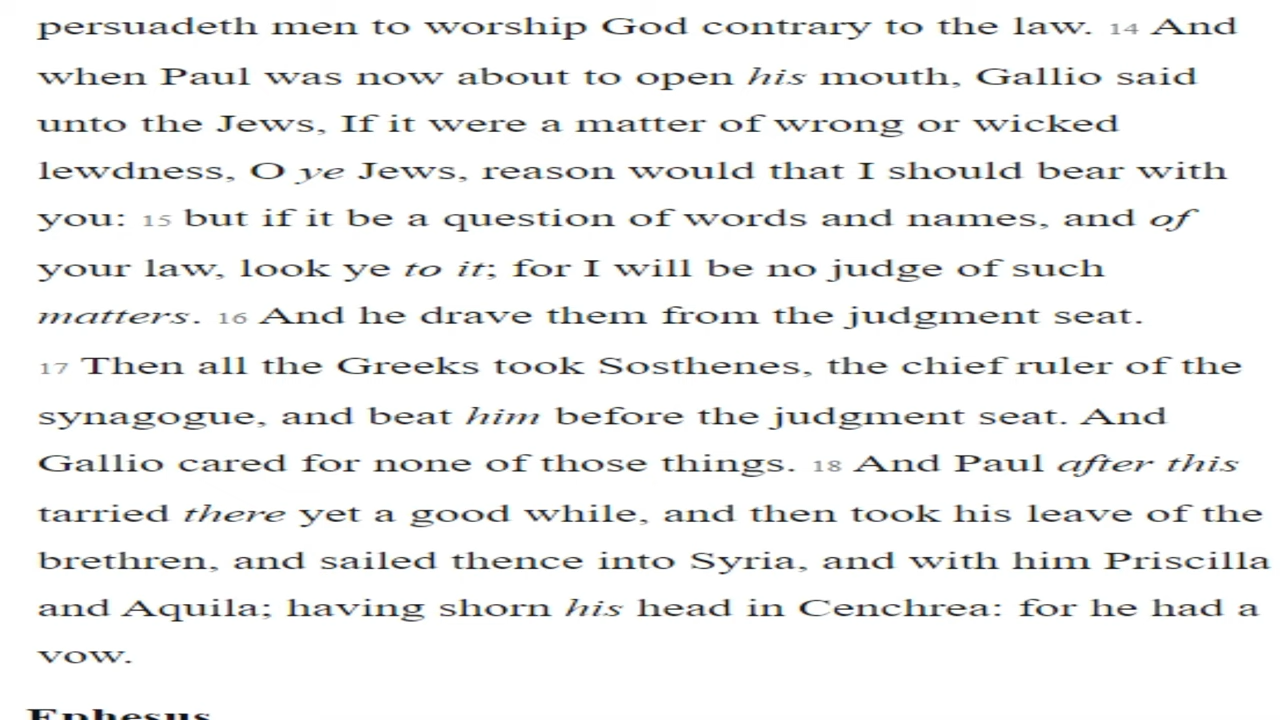 persuadeth men to worship God contrary to the law. 14 And
when Paul was now about to open his mouth, Gallio said
unto the Jews, If it were a matter of wrong or wicked
lewdness, O ye Jews, reason would that I should bear with
you: 15 but if it be a question of words and names, and of
your law, look ye to it; for I will be no judge of such
matters. 16 And he drave them from the judgment seat.
17 Then all the Greeks took Sosthenes, the chief ruler of the
synagogue, and beat him before the judgment seat. And
Gallio cared for none of those things. 18 And Paul after this
tarried there yet a good while, and then took his leave of the
brethren, and sailed thence into Syria, and with him Priscilla
and Aquila; having shorn his head in Cenchrea: for he had a
vow.
Ephesus